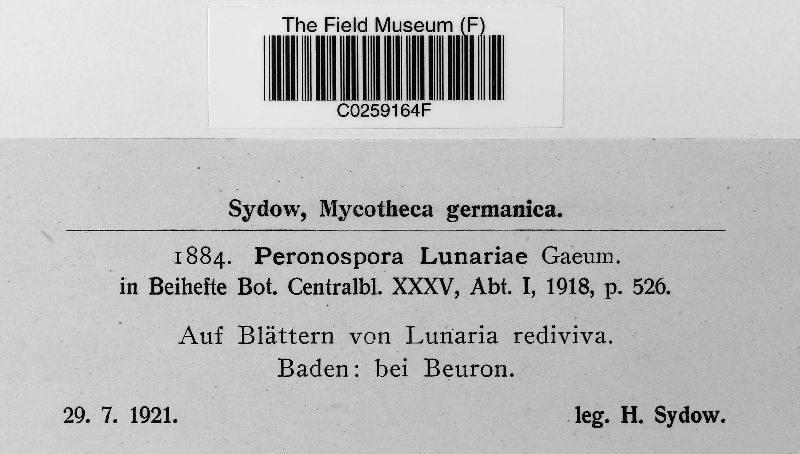 The Field Museum (F)
C0259164F
Sydow, Mycotheca germanica.
1884. Peronospora Lunariae Gaeum.
in Beihefte Bot. Centralbl. XXXV, Abt. I, 1918, p. 526.
Auf Blättern von Lunaria rediviva.
Baden: bei Beuron.
29. 7. 1921. leg. H. Sydow.